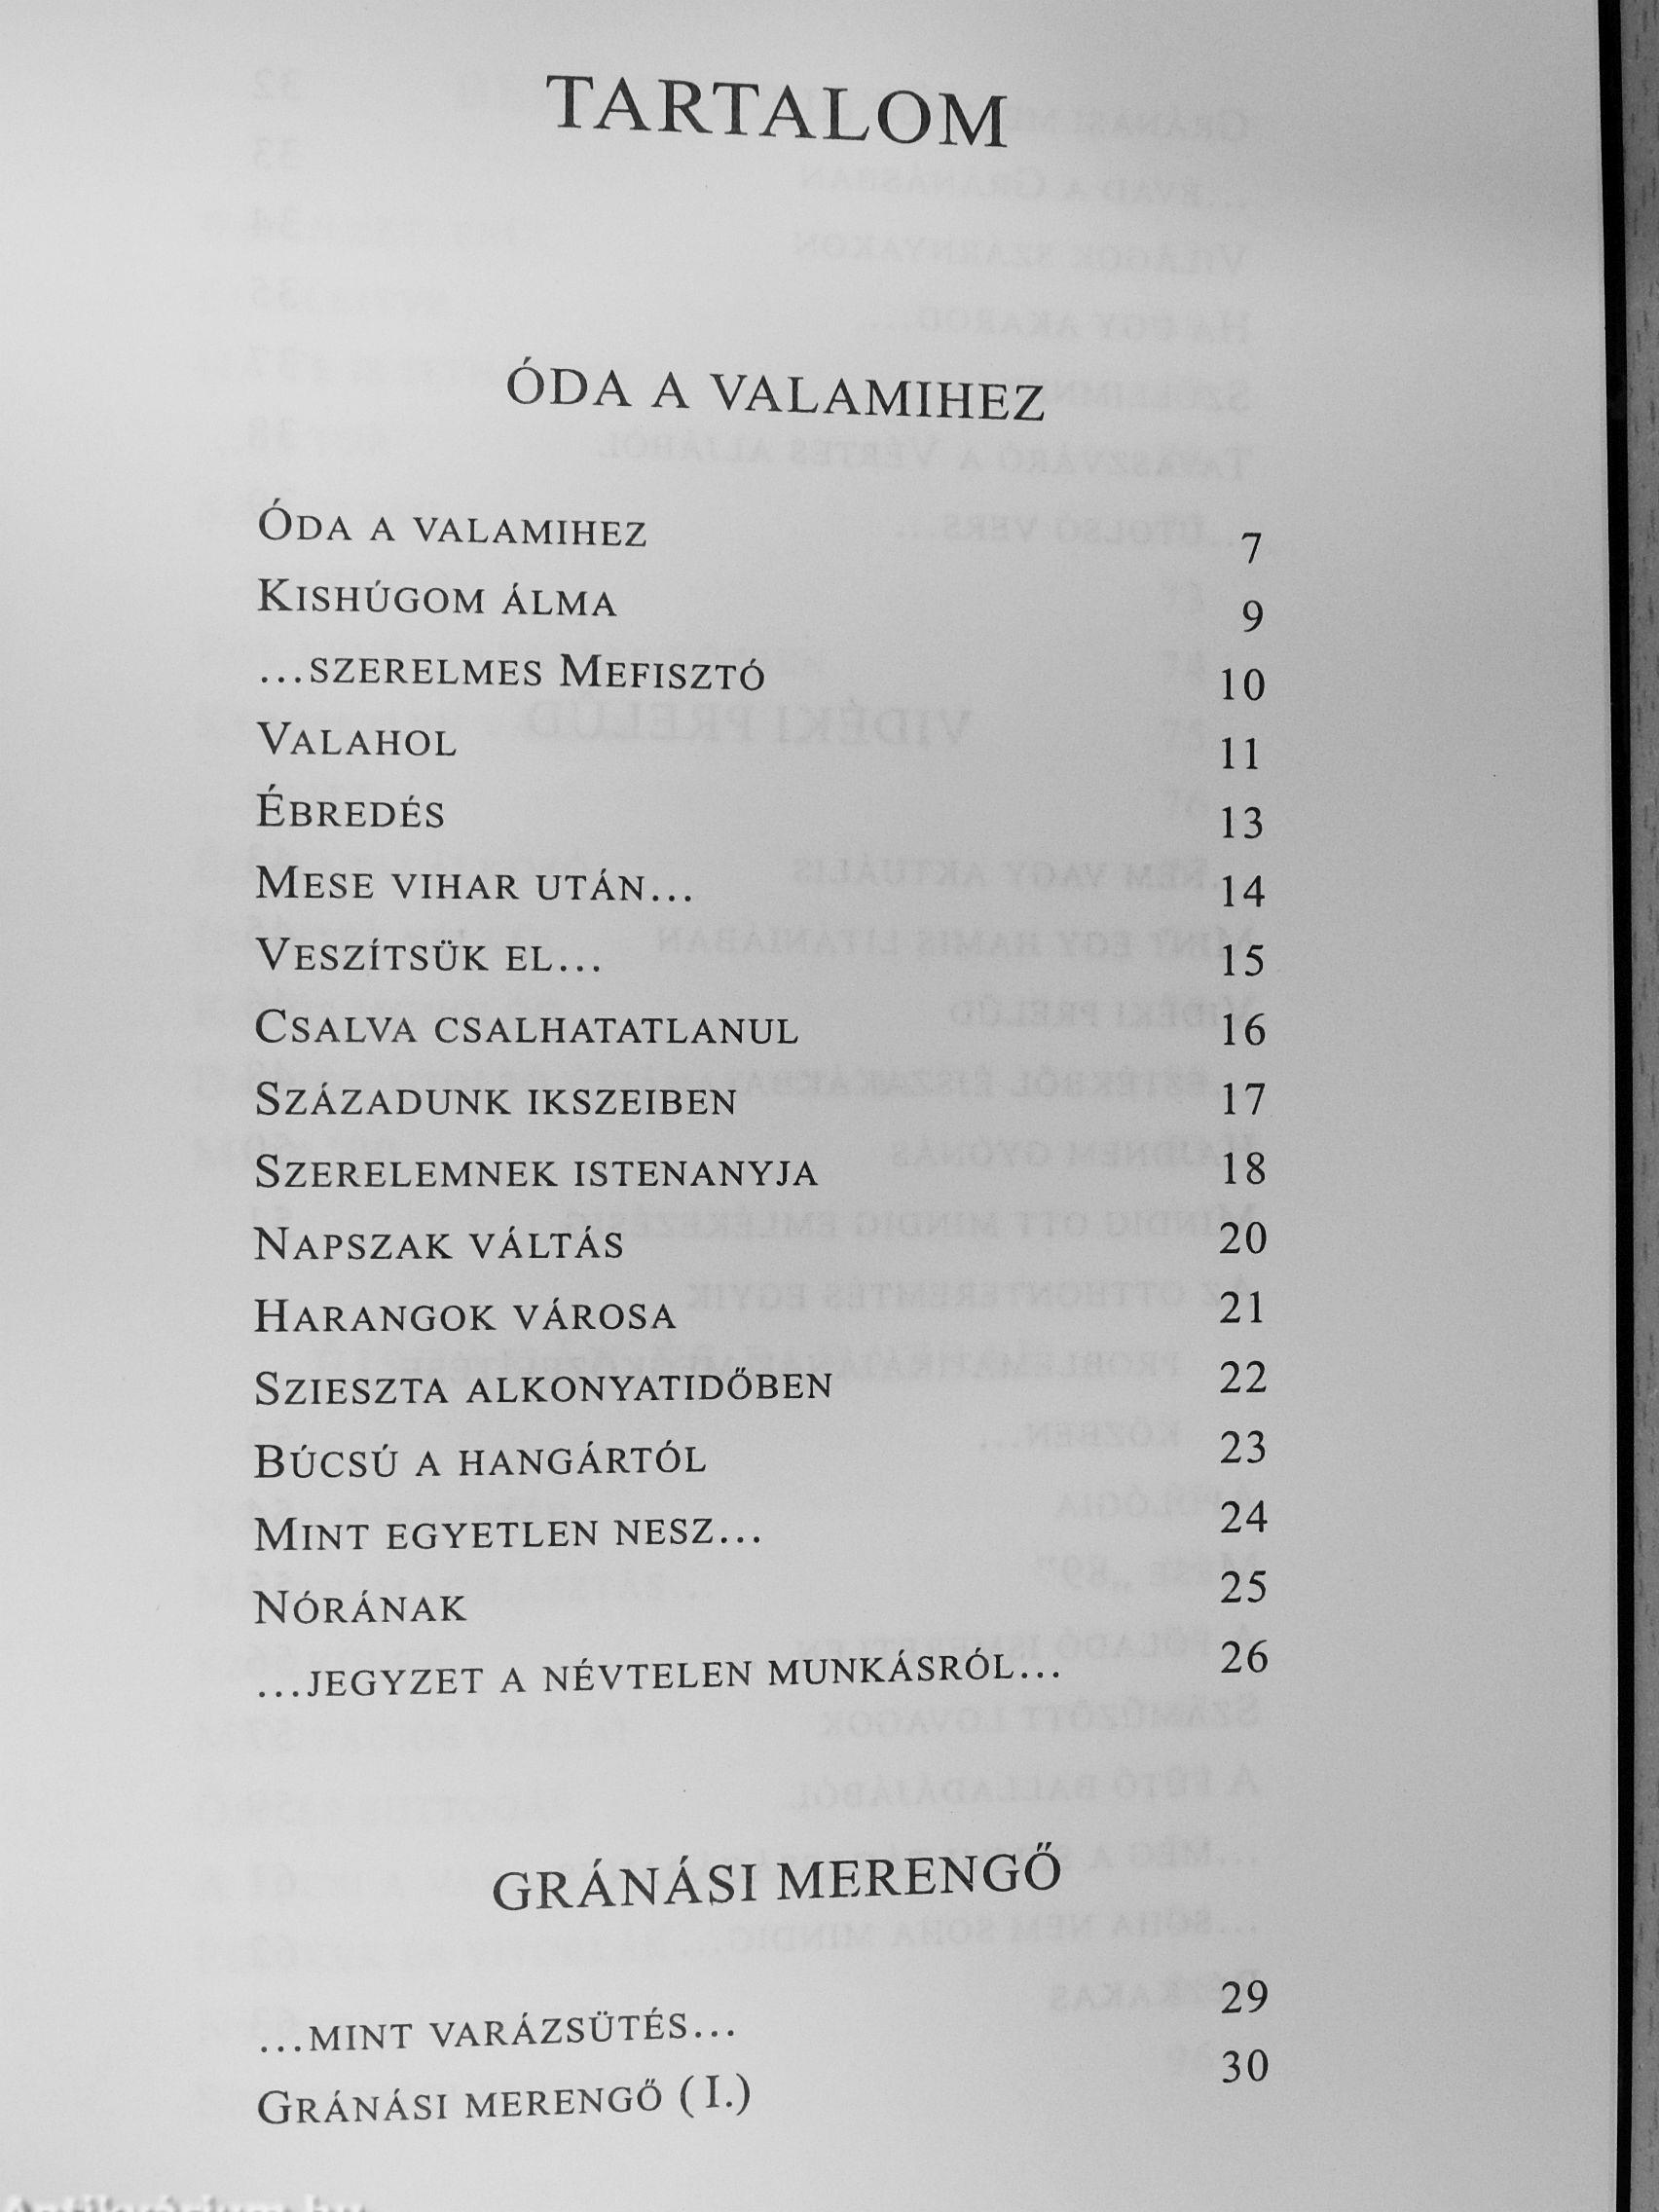 TARTALOM
ÓDA A VALAMIHEZ
ÓDA A VALAMIHEZ 7
KISHÚGOM ÁLMA 9
...SZERELMES MEFISZTÓ 10
VALAHOL 11
ÉBREDÉS 13
MESE VIHAR UTÁN... 14
VESZÍTSÜK EL... 15
CSALVA CSALHATATLANUL 16
SZÁZADUNK IKSZEIBEN 17
SZERELEMNEK ISTENANYJA 18
NAPSZAK VÁLTÁS 20
HARANGOK VÁROSA 21
SZIESZTA ALKONYATIDŐBEN 22
BÚCSÚ A HANGÁRTÓL 23
MINT EGYETLEN NESZ... 24
NÓRÁNAK 25
...JEGYZET A NÉVTELEN MUNKÁSRÓL... 26
GRÁNÁSI MERENGŐ
...MINT VARÁZSÜTÉS... 29
GRÁNÁSI MERENGŐ (I.) 30